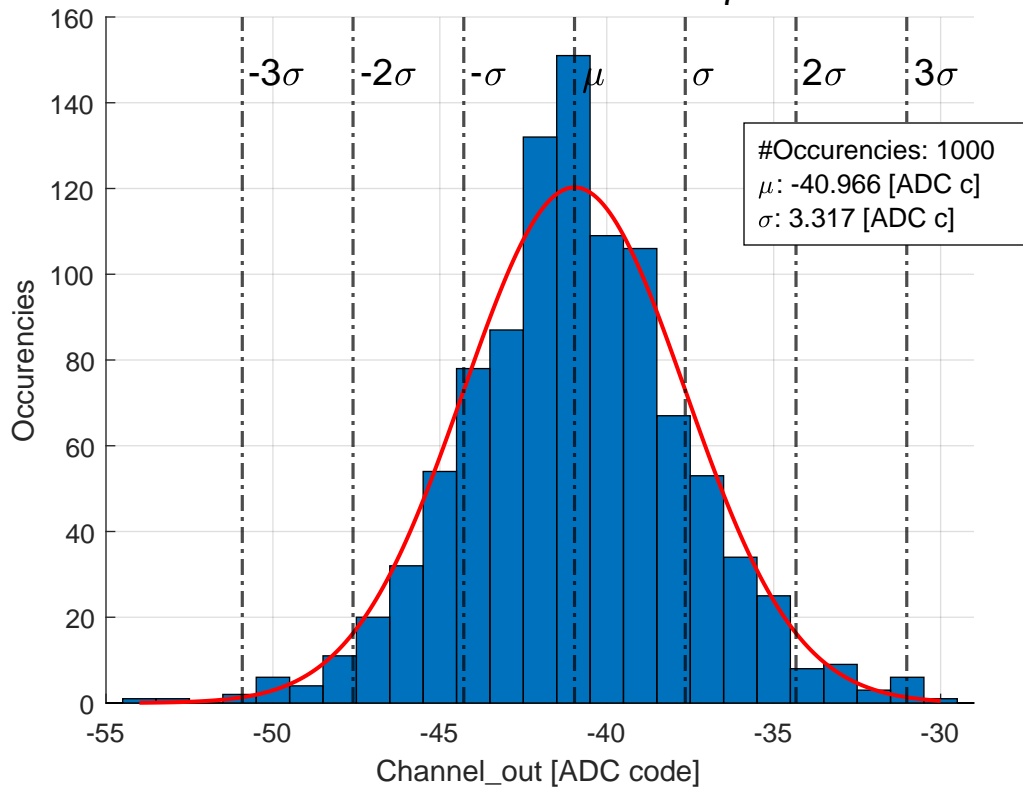 160
140
120
100
80
60
40
20
0
-3σ
-2σ
-σ
μ
σ
2σ
3σ
#Occurencies: 1000
μ: -40.966 [ADC c]
σ: 3.317 [ADC c]
Occurencies
-55
-50
-45
-40
-35
-30
Channel_out [ADC code]